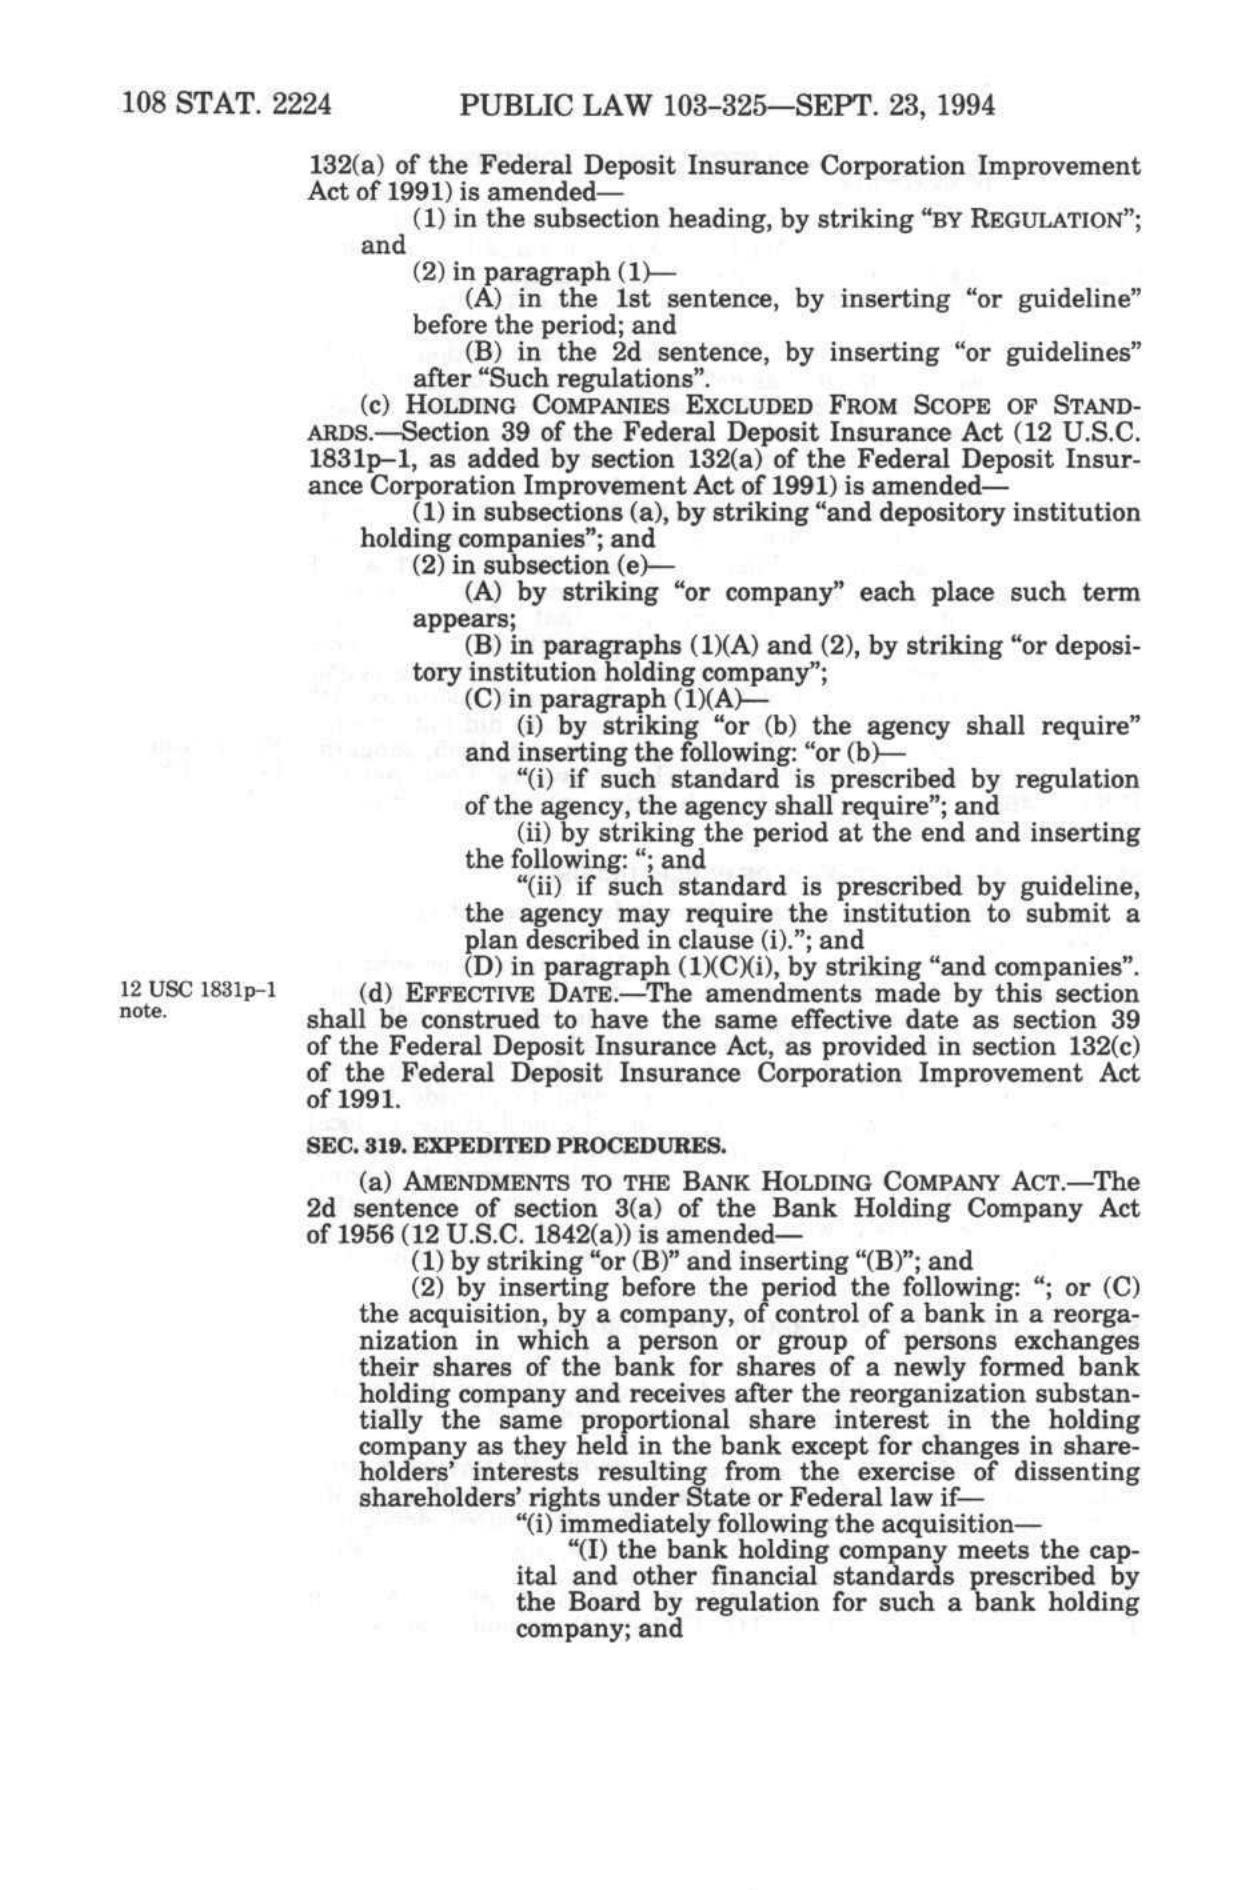 108 STAT. 2224 PUBLIC LAW 103–325—SEPT. 23, 1994
132(a) of the Federal Deposit Insurance Corporation Improvement
Act of 1991) is amended—
(1) in the subsection heading, by striking “BY REGULATION”;
and
(2) in paragraph (1)—
(A) in the 1st sentence, by inserting “or guideline”
before the period; and
(B) in the 2d sentence, by inserting “or guidelines”
after “Such regulations”.
(c) HOLDING COMPANIES EXCLUDED FROM SCOPE OF STAND-
ARDS.—Section 39 of the Federal Deposit Insurance Act (12 U.S.C.
1831p–1, as added by section 132(a) of the Federal Deposit Insur-
ance Corporation Improvement Act of 1991) is amended—
(1) in subsections (a), by striking “and depository institution
holding companies”; and
(2) in subsection (e)—
(A) by striking “or company” each place such term
appears;
(B) in paragraphs (1)(A) and (2), by striking “or deposi-
tory institution holding company”;
(C) in paragraph (1)(A)—
(i) by striking “or (b) the agency shall require”
and inserting the following: “or (b)—
“(i) if such standard is prescribed by regulation
of the agency, the agency shall require”; and
(ii) by striking the period at the end and inserting
the following: “; and
“(ii) if such standard is prescribed by guideline,
the agency may require the institution to submit a
plan described in clause (i).”; and
(D) in paragraph (1)(C)(i), by striking “and companies”.
12 USC 1831p–1
note.
(d) EFFECTIVE DATE.—The amendments made by this section
shall be construed to have the same effective date as section 39
of the Federal Deposit Insurance Act, as provided in section 132(c)
of the Federal Deposit Insurance Corporation Improvement Act
of 1991.
SEC. 319. EXPEDITED PROCEDURES.
(a) AMENDMENTS TO THE BANK HOLDING COMPANY ACT.—The
2d sentence of section 3(a) of the Bank Holding Company Act
of 1956 (12 U.S.C. 1842(a)) is amended—
(1) by striking “or (B)” and inserting “(B)”; and
(2) by inserting before the period the following: “; or (C)
the acquisition, by a company, of control of a bank in a reorga-
nization in which a person or group of persons exchanges
their shares of the bank for shares of a newly formed bank
holding company and receives after the reorganization substan-
tially the same proportional share interest in the holding
company as they held in the bank except for changes in share-
holders’ interests resulting from the exercise of dissenting
shareholders’ rights under State or Federal law if—
“(i) immediately following the acquisition—
“(I) the bank holding company meets the cap-
ital and other financial standards prescribed by
the Board by regulation for such a bank holding
company; and